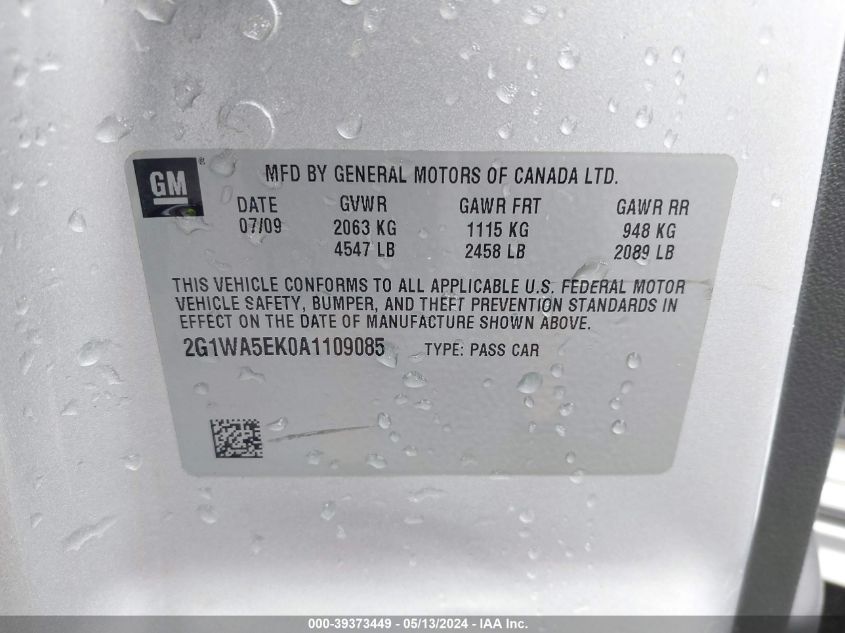 GM ®
MFD BY GENERAL MOTORS OF CANADA LTD.
DATE GVWR GAWR FRT GAWR RR
07/09 2063 KG 1115 KG 948 KG
4547 LB 2458 LB 2089 LB
THIS VEHICLE CONFORMS TO ALL APPLICABLE U.S. FEDERAL MOTOR
VEHICLE SAFETY, BUMPER, AND THEFT PREVENTION STANDARDS IN
EFFECT ON THE DATE OF MANUFACTURE SHOWN ABOVE.
2G1WA5EK0A1109085 TYPE: PASS CAR
000-39373449 - 05/13/2024 - IAA Inc.